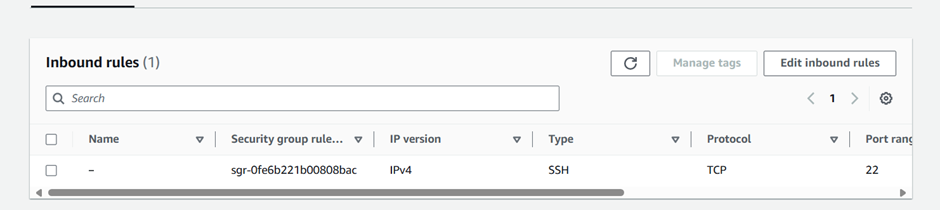 Inbound rules (1)
Manage tags
Edit inbound rules
Search
1
Name Security group rule... IP version Type Protocol Port rang
– sgr-0fe6b221b00808bac IPv4 SSH TCP 22